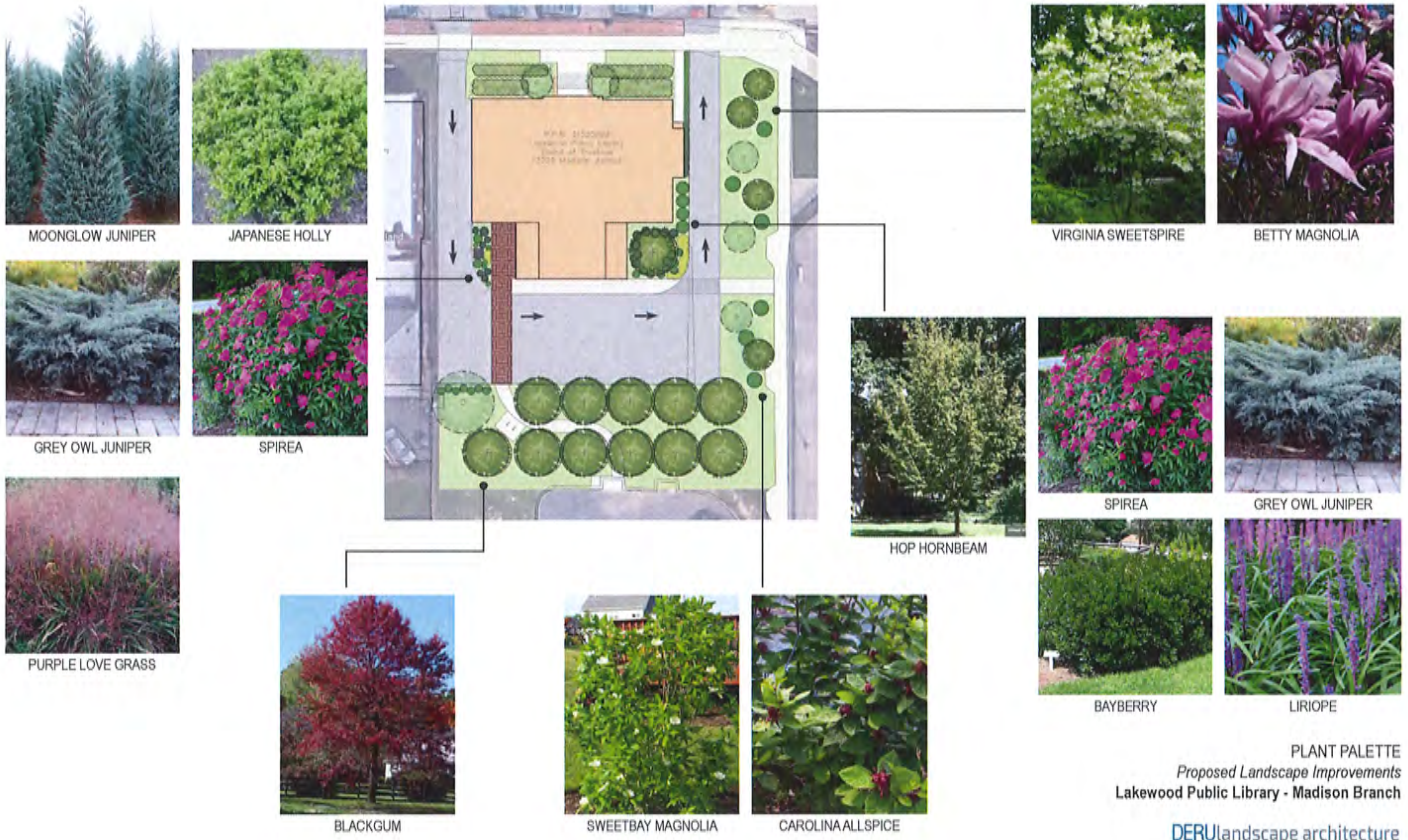 MOONGLOW JUNIPER
JAPANESE HOLLY
GREY OWL JUNIPER
SPIREA
PURPLE LOVE GRASS
VIRGINIA SWEETSPIRE
BETTY MAGNOLIA
HOP HORNBEAM
SPIREA
GREY OWL JUNIPER
BAYBERRY
LIRIOPE
BLACKGUM
SWEETBAY MAGNOLIA
CAROLINA ALLSPICE
PLANT PALETTE
Proposed Landscape Improvements
Lakewood Public Library - Madison Branch
DERUlandscape architecture